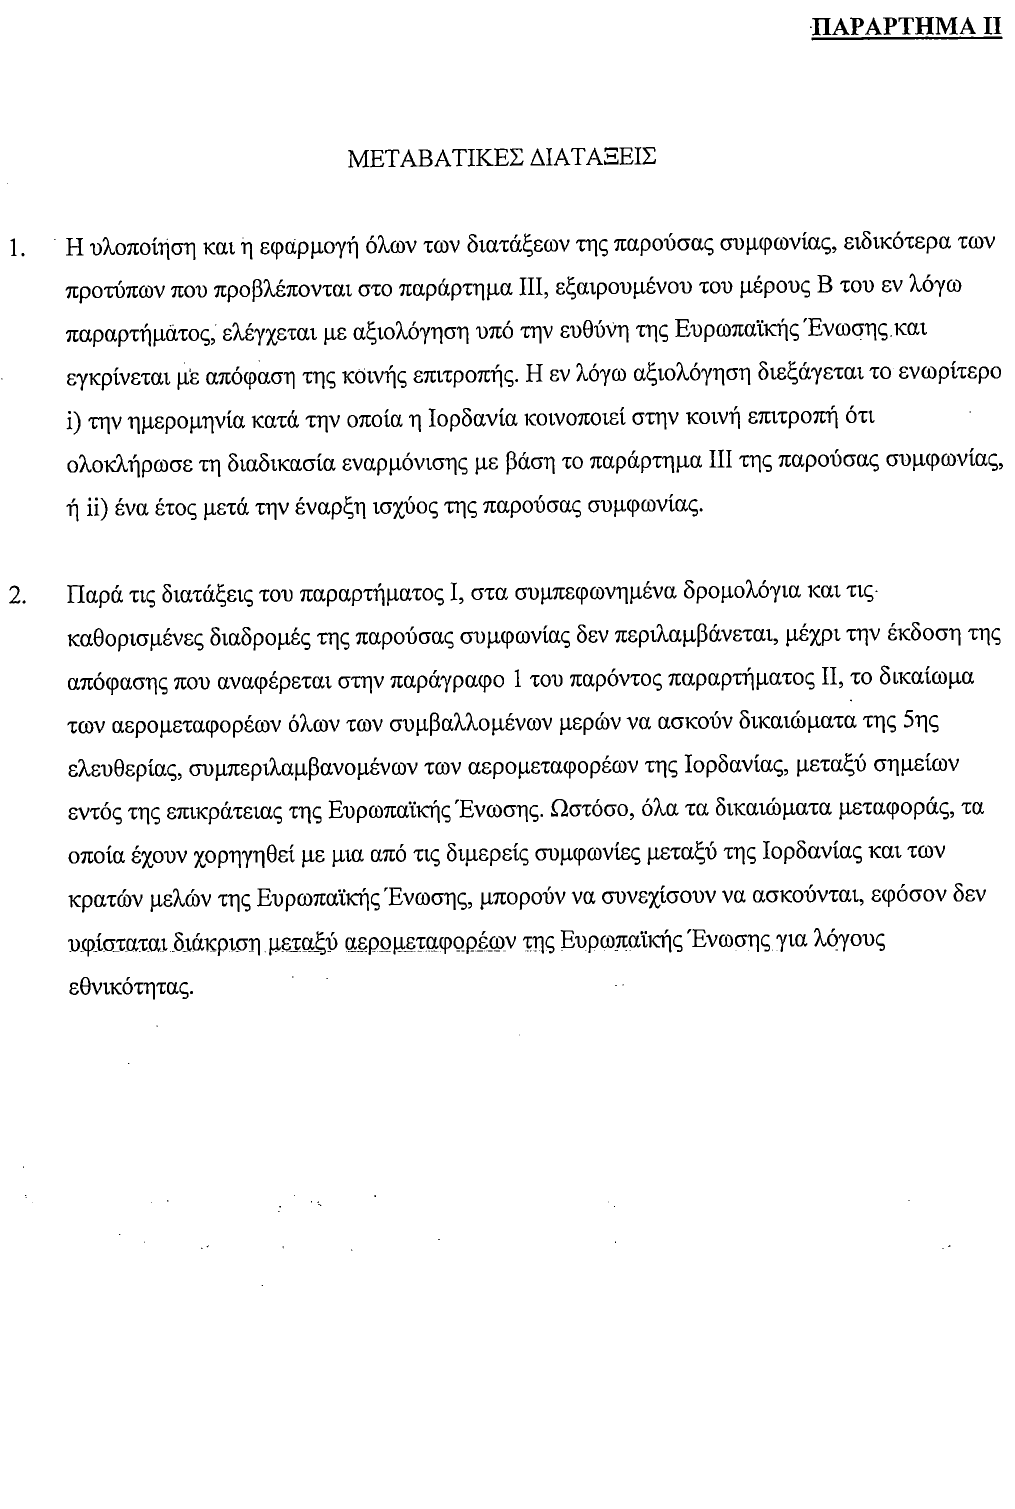 ΠΑΡΑΡΤΗΜΑ ΙΙ
ΜΕΤΑΒΑΤΙΚΕΣ ΔΙΑΤΑΞΕΙΣ
1. Η υλοποίηση και η εφαρμογή όλων των διατάξεων της παρούσας συμφωνίας, ειδικότερα των
προτύπων που προβλέπονται στο παράρτημα ΙΙΙ, εξαιρουμένου του μέρους Β του εν λόγω
παραρτήματος, ελέγχεται με αξιολόγηση υπό την ευθύνη της Ευρωπαϊκής Ένωσης και
εγκρίνεται με απόφαση της κοινής επιτροπής. Η εν λόγω αξιολόγηση διεξάγεται το ενωρίτερο
i) την ημερομηνία κατά την οποία η Ιορδανία κοινοποιεί στην κοινή επιτροπή ότι
ολοκλήρωσε τη διαδικασία εναρμόνισης με βάση το παράρτημα ΙΙΙ της παρούσας συμφωνίας,
ή ii) ένα έτος μετά την έναρξη ισχύος της παρούσας συμφωνίας.
2. Παρά τις διατάξεις του παραρτήματος Ι, στα συμπεφωνημένα δρομολόγια και τις
καθορισμένες διαδρομές της παρούσας συμφωνίας δεν περιλαμβάνεται, μέχρι την έκδοση της
απόφασης που αναφέρεται στην παράγραφο 1 του παρόντος παραρτήματος ΙΙ, το δικαίωμα
των αερομεταφορέων όλων των συμβαλλομένων μερών να ασκούν δικαιώματα της 5ης
ελευθερίας, συμπεριλαμβανομένων των αερομεταφορέων της Ιορδανίας, μεταξύ σημείων
εντός της επικράτειας της Ευρωπαϊκής Ένωσης. Ωστόσο, όλα τα δικαιώματα μεταφοράς, τα
οποία έχουν χορηγηθεί με μια από τις διμερείς συμφωνίες μεταξύ της Ιορδανίας και των
κρατών μελών της Ευρωπαϊκής Ένωσης, μπορούν να συνεχίσουν να ασκούνται, εφόσον δεν
υφίσταται διάκριση μεταξύ αερομεταφορέων της Ευρωπαϊκής Ένωσης για λόγους
εθνικότητας.